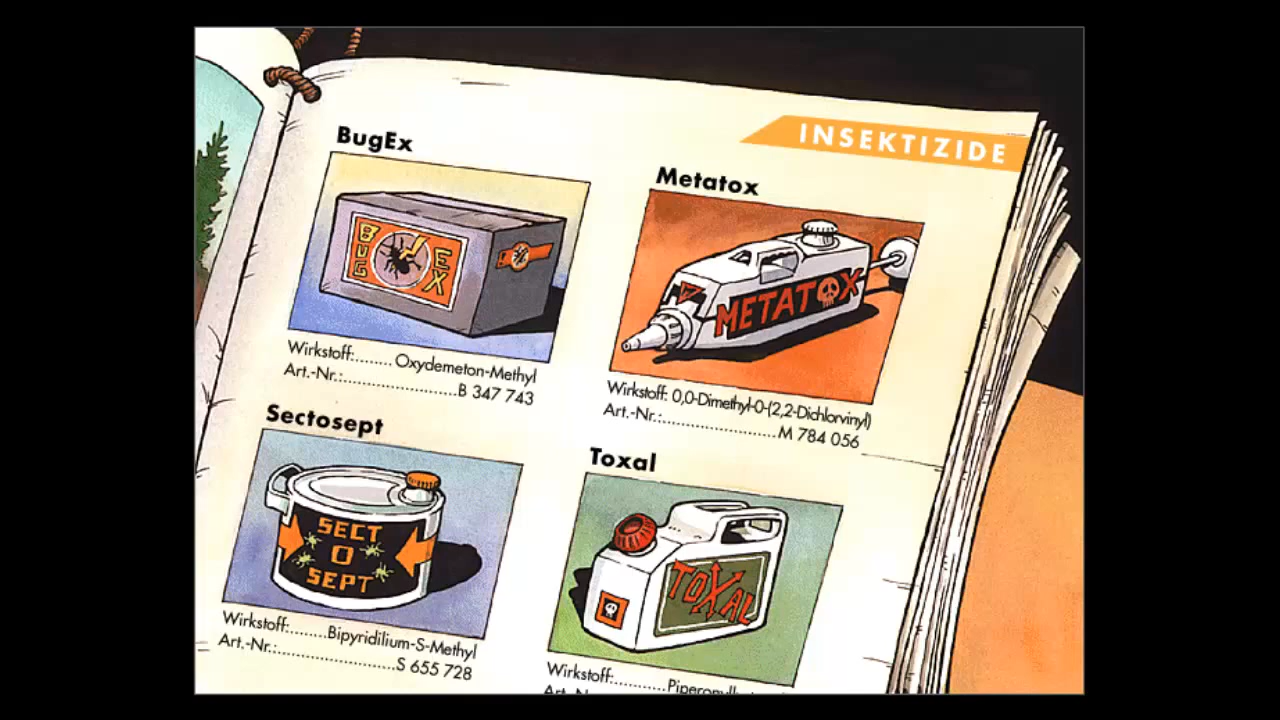 INSEKTIZIDE
BugEx
BUG EX
Wirkstoff:........ Oxydemeton-Methyl
Art.-Nr.:..........................B 347 743
Metatox
METATOX
Wirkstoff: 0,0-Dimethyl-0-(2,2-Dichlorvinyl)
Art.-Nr.:..........................M 784 056
Sectosept
SECT
O
SEPT
Wirkstoff:........Bipyridilium-S-Methyl
Art.-Nr.:..........................S 655 728
Toxal
TOXAL
Wirkstoff: